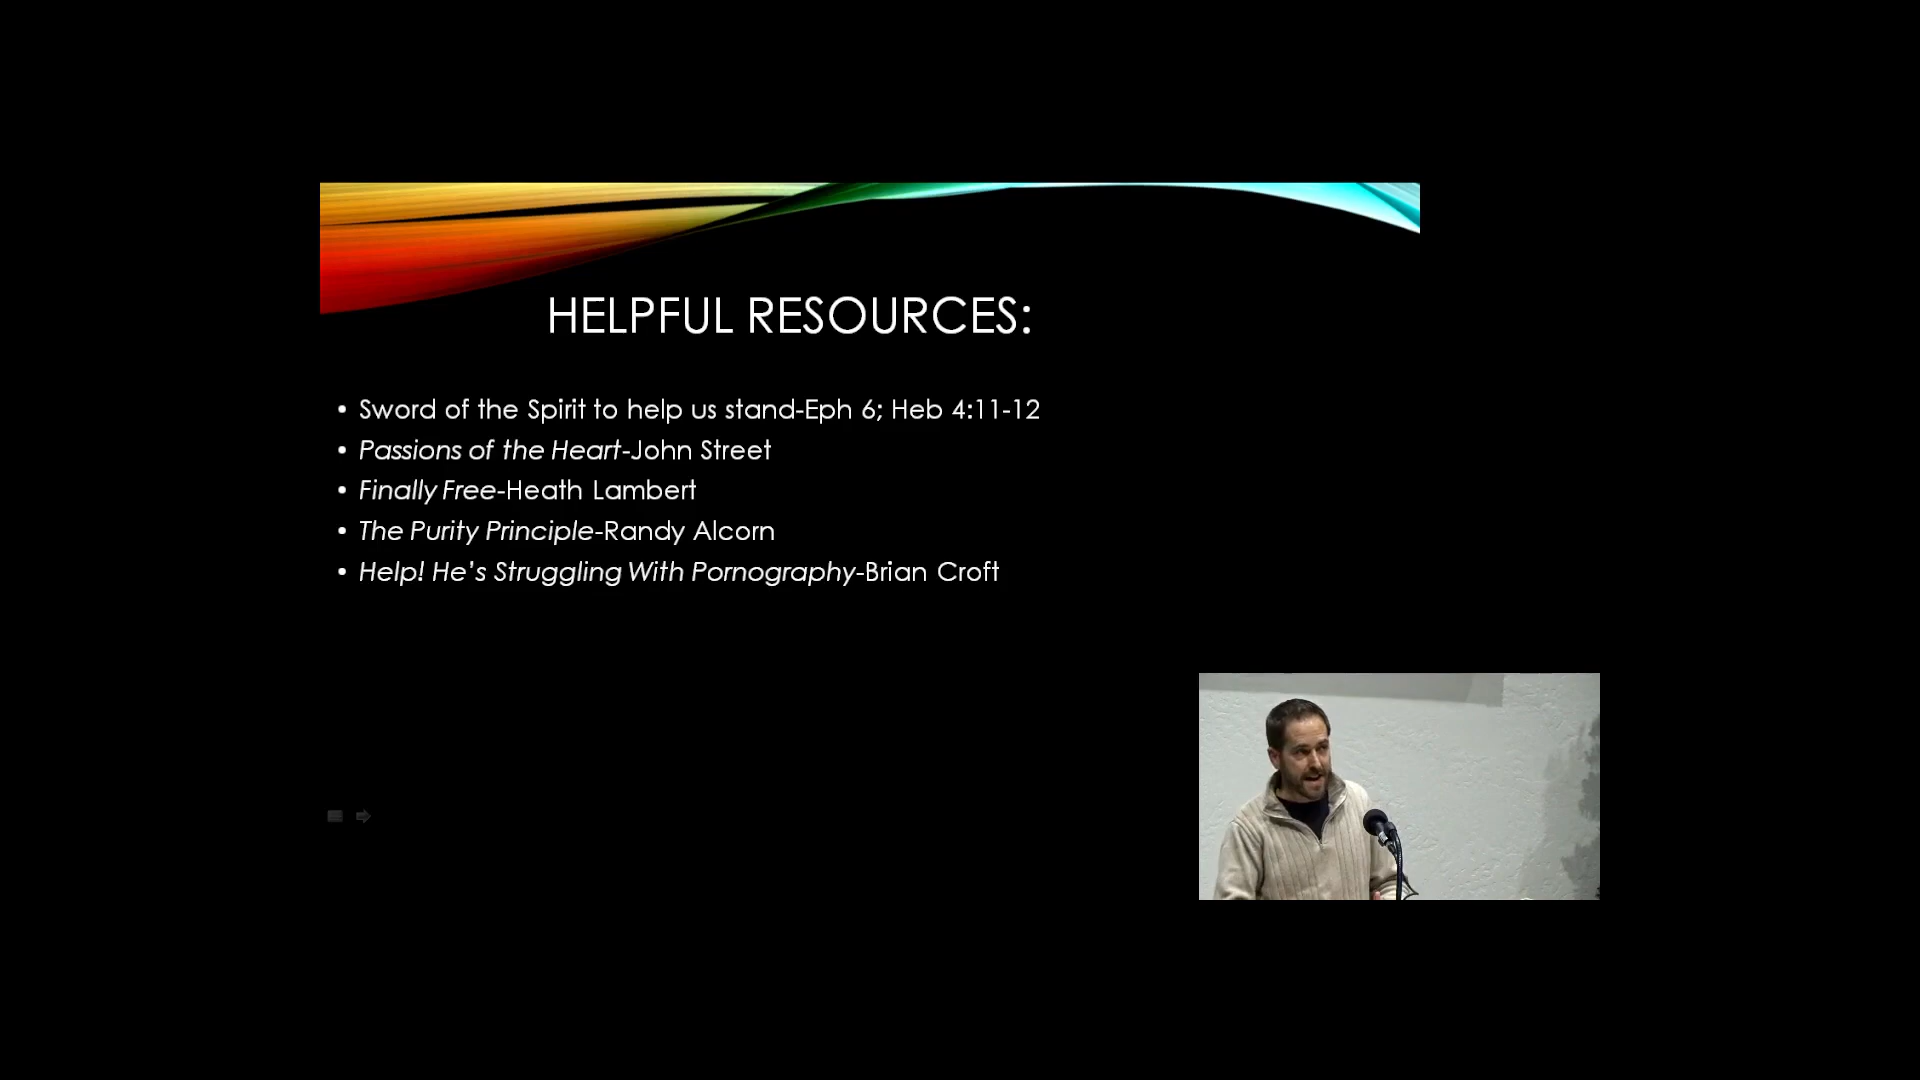 HELPFUL RESOURCES:
• Sword of the Spirit to help us stand-Eph 6; Heb 4:11-12
• Passions of the Heart-John Street
• Finally Free-Heath Lambert
• The Purity Principle-Randy Alcorn
• Help! He's Struggling With Pornography-Brian Croft